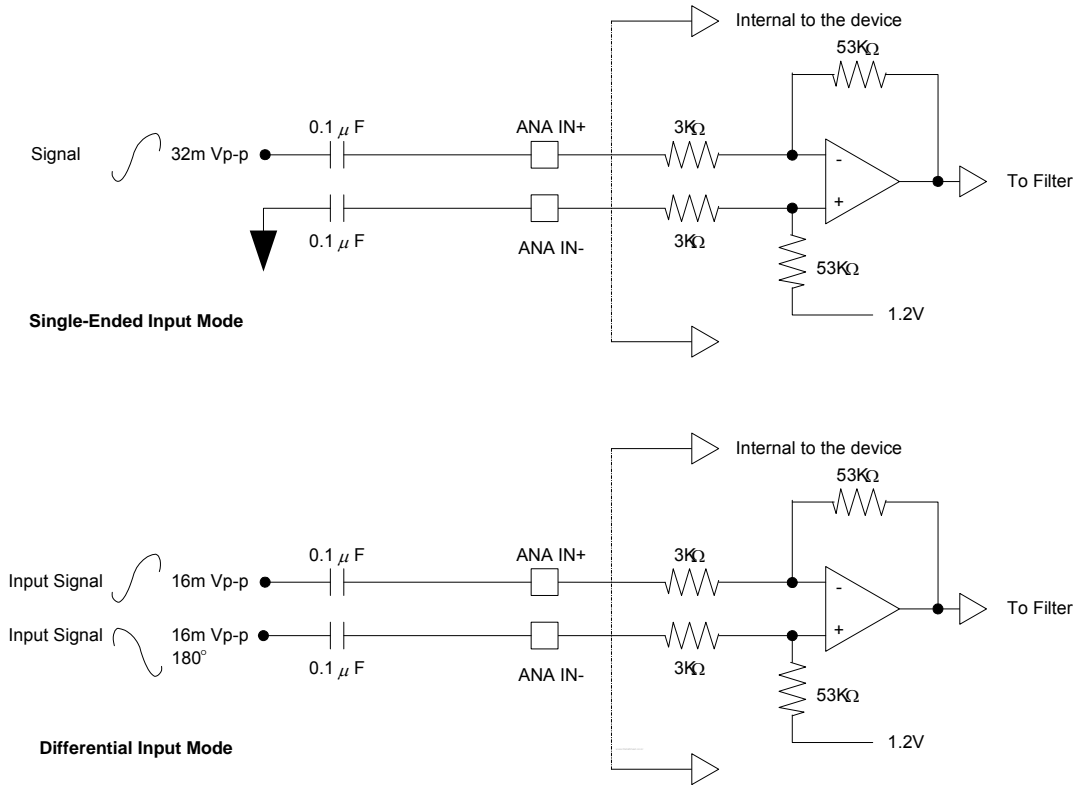 Internal to the device
53KΩ
0.1 μ F
ANA IN+
3KΩ
Signal
32m Vp-p
-
To Filter
+
0.1 μ F
ANA IN-
3KΩ
53KΩ
1.2V
Single-Ended Input Mode
Internal to the device
53KΩ
0.1 μ F
ANA IN+
3KΩ
Input Signal
16m Vp-p
-
To Filter
Input Signal
16m Vp-p
180°
+
0.1 μ F
ANA IN-
3KΩ
53KΩ
1.2V
Differential Input Mode